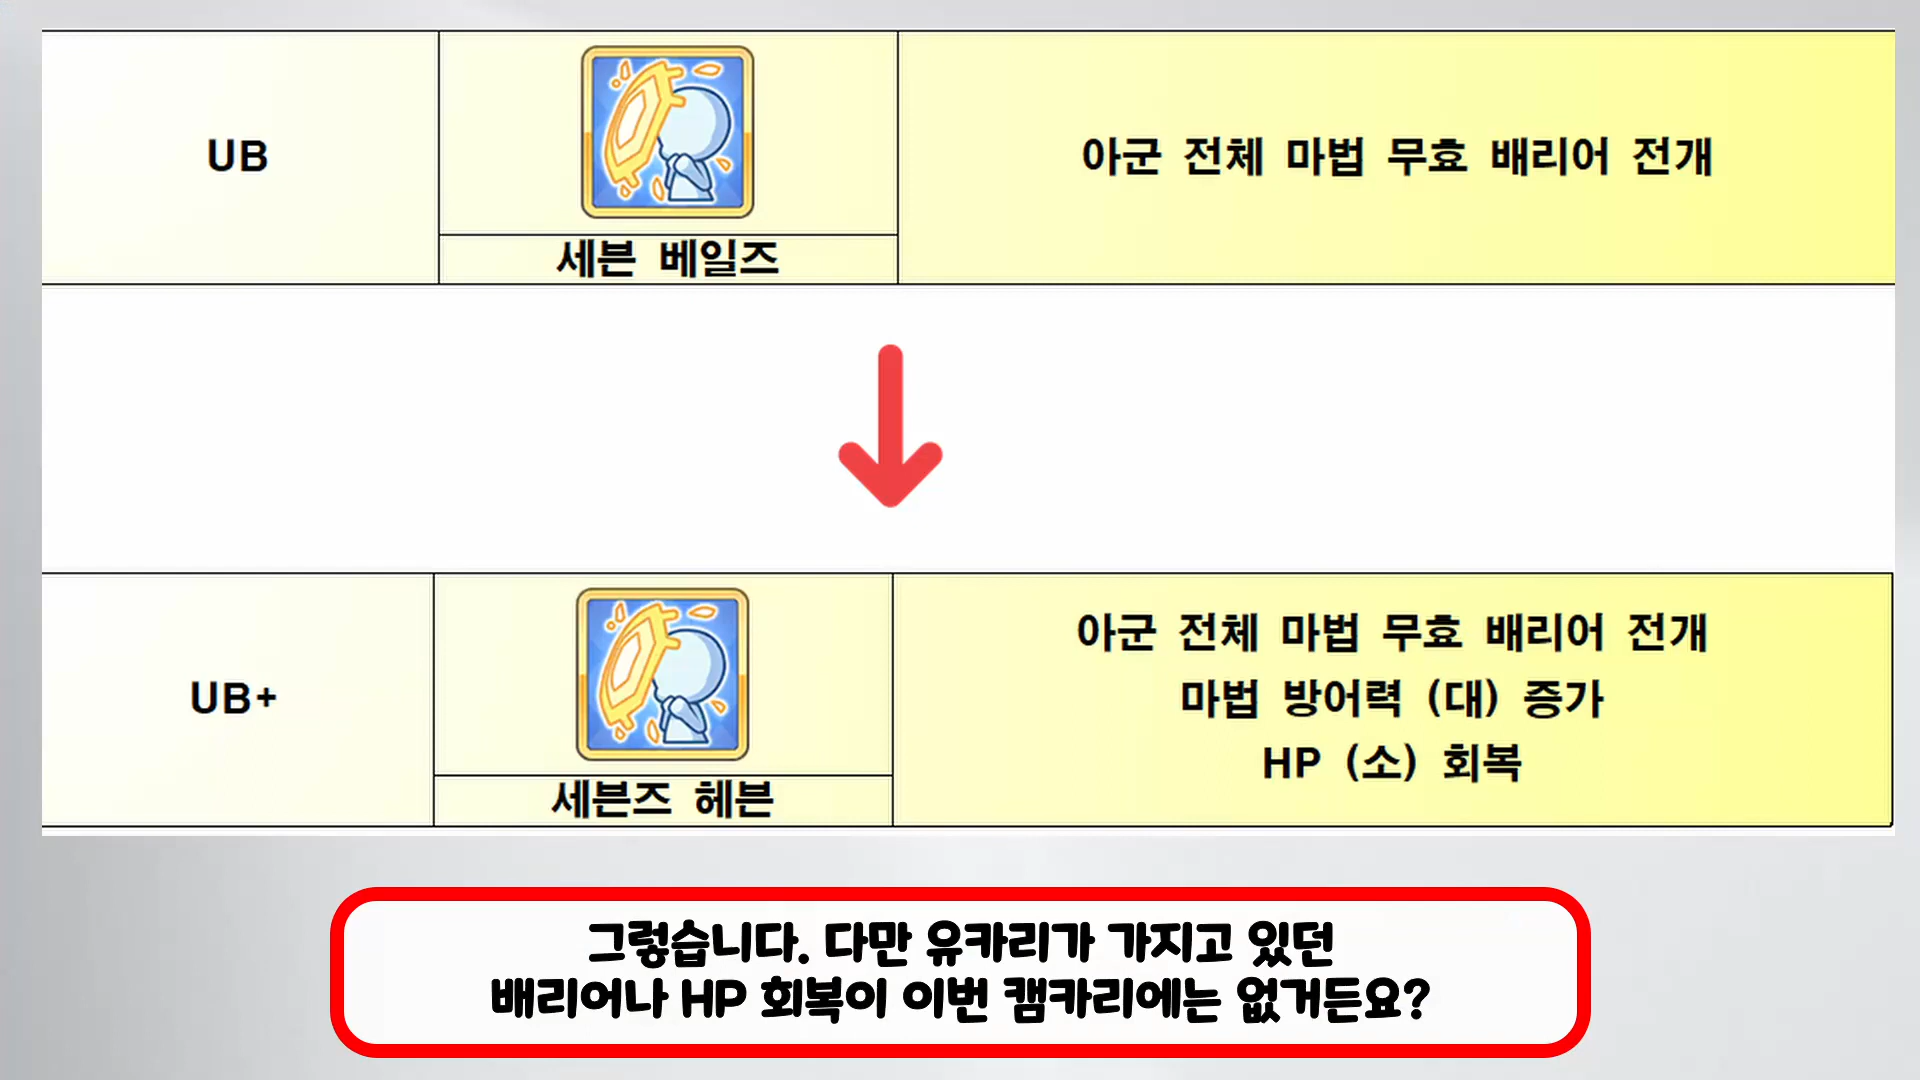 UB
세븐 베일즈
아군 전체 마법 무효 배리어 전개
UB+
세븐즈 헤븐
아군 전체 마법 무효 배리어 전개
마법 방어력 (대) 증가
HP (소) 회복
그렇습니다. 다만 유카리가 가지고 있던
배리어나 HP 회복이 이번 캠카리에는 없거든요?